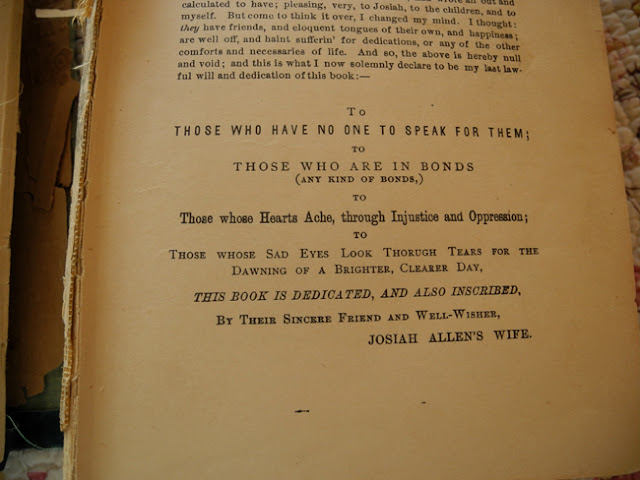 calculated to have; pleasing, very, to Josiah, to the children, and to
myself. But come to think it over, I changed my mind. I thought:
they have friends, and eloquent tongues of their own, and happiness;
are well off, and haint sufferin' for dedications, or any of the other
comforts and necessaries of life. And so, the above is hereby null
and void; and this is what I now solemnly declare to be my last law-
ful will and dedication of this book:—
To
THOSE WHO HAVE NO ONE TO SPEAK FOR THEM;
TO
THOSE WHO ARE IN BONDS
(ANY KIND OF BONDS,)
TO
Those whose Hearts Ache, through Injustice and Oppression;
TO
Those whose Sad Eyes Look Thorugh Tears for the
Dawning of a Brighter, Clearer Day,
THIS BOOK IS DEDICATED, AND ALSO INSCRIBED,
By Their Sincere Friend and Well-Wisher,
JOSIAH ALLEN'S WIFE.